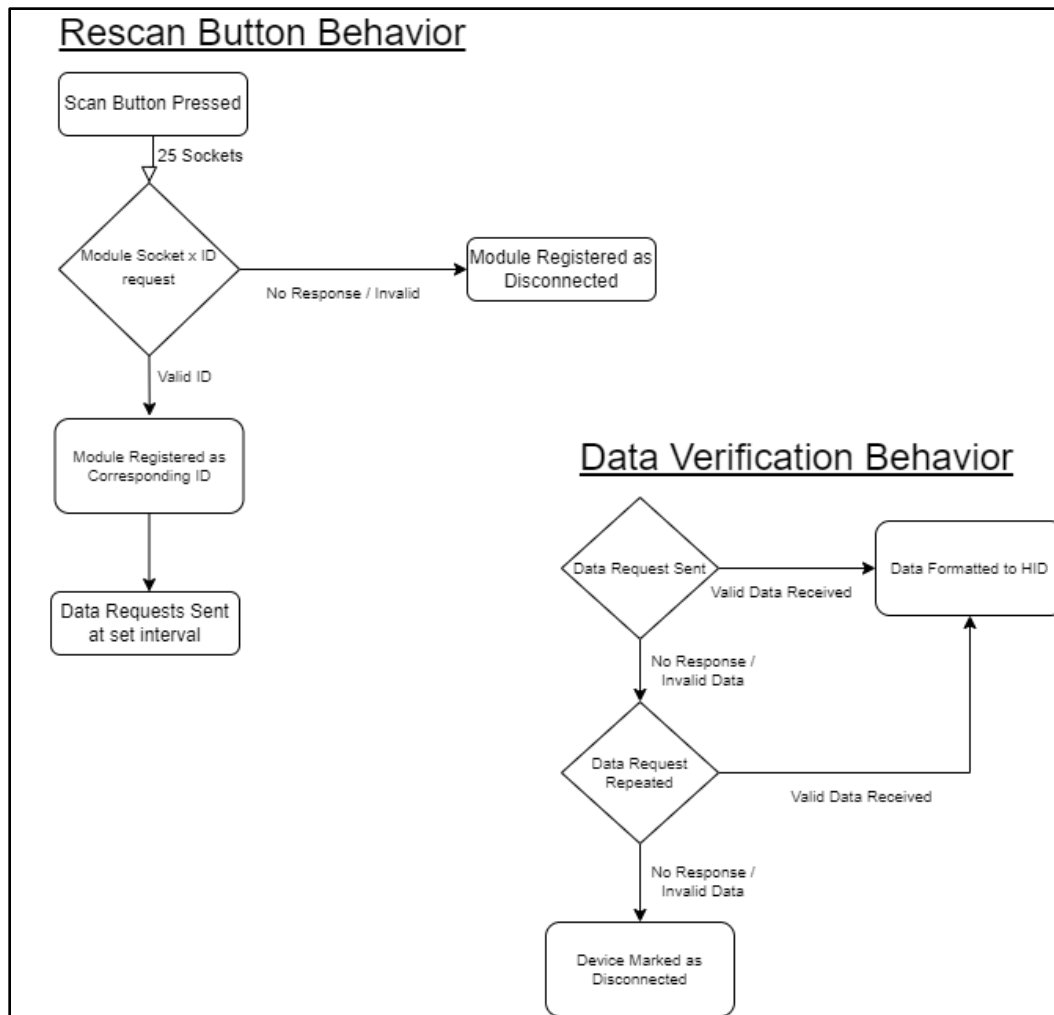 Rescan Button Behavior
Scan Button Pressed
25 Sockets
Module Socket x ID
request
No Response / Invalid
Module Registered as
Disconnected
Valid ID
Module Registered as
Corresponding ID
Data Requests Sent
at set interval
Data Verification Behavior
Data Request Sent
Valid Data Received
Data Formatted to HID
No Response /
Invalid Data
Data Request
Repeated
Valid Data Received
No Response /
Invalid Data
Device Marked as
Disconnected